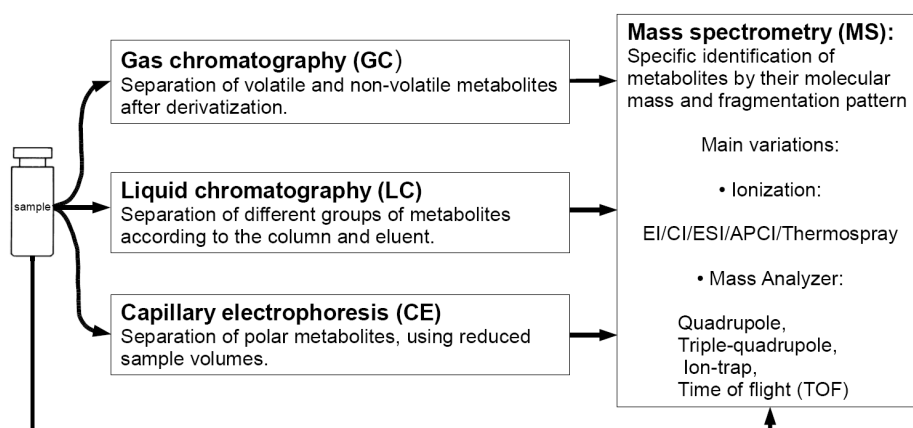 sample
Gas chromatography (GC)
Separation of volatile and non-volatile metabolites
after derivatization.
Liquid chromatography (LC)
Separation of different groups of metabolites
according to the column and eluent.
Capillary electrophoresis (CE)
Separation of polar metabolites, using reduced
sample volumes.
Mass spectrometry (MS):
Specific identification of
metabolites by their molecular
mass and fragmentation pattern
Main variations:
• Ionization:
EI/CI/ESI/APCI/Thermospray
• Mass Analyzer:
Quadrupole,
Triple-quadrupole,
Ion-trap,
Time of flight (TOF)